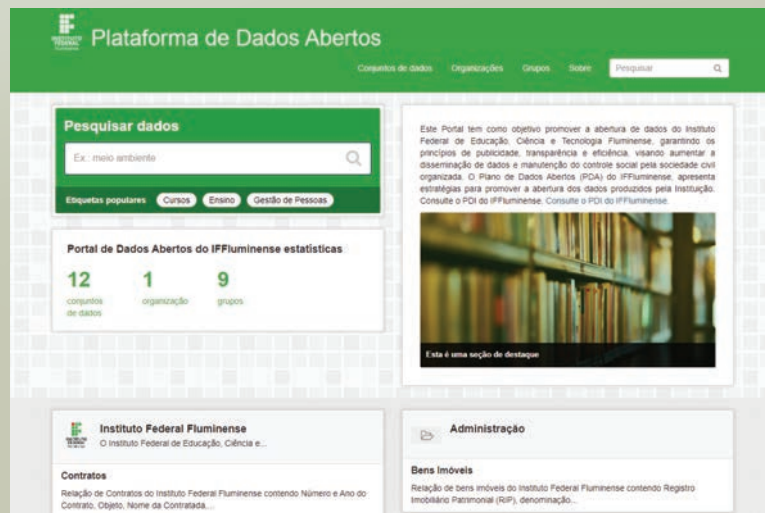 INSTITUTO
FEDERAL
Fluminense
Plataforma de Dados Abertos
Conjuntos de dados Organizações Grupos Sobre Pesquisar
Pesquisar dados
Ex.: meio ambiente
Etiquetas populares Cursos Ensino Gestão de Pessoas
Portal de Dados Abertos do IFFluminense estatísticas
12 1 9
conjuntos organização grupos
de dados
Este Portal tem como objetivo promover a abertura de dados do Instituto
Federal de Educação, Ciência e Tecnologia Fluminense, garantindo os
princípios de publicidade, transparência e eficiência, visando aumentar a
disseminação de dados e manutenção do controle social pela sociedade civil
organizada. O Plano de Dados Abertos (PDA) do IFFluminense, apresenta
estratégias para promover a abertura dos dados produzidos pela Instituição.
Consulte o PDI do IFFluminense. Consulte o PDI do IFFluminense.
Esta é uma seção de destaque
Instituto Federal Fluminense
O Instituto Federal de Educação, Ciência e...
Contratos
Relação de Contratos do Instituto Federal Fluminense contendo Número e Ano do
Contrato, Objeto, Nome da Contratada,...
Administração
Bens Imóveis
Relação de bens imóveis do Instituto Federal Fluminense contendo Registro
Imobiliário Patrimonial (RIP), denominação...